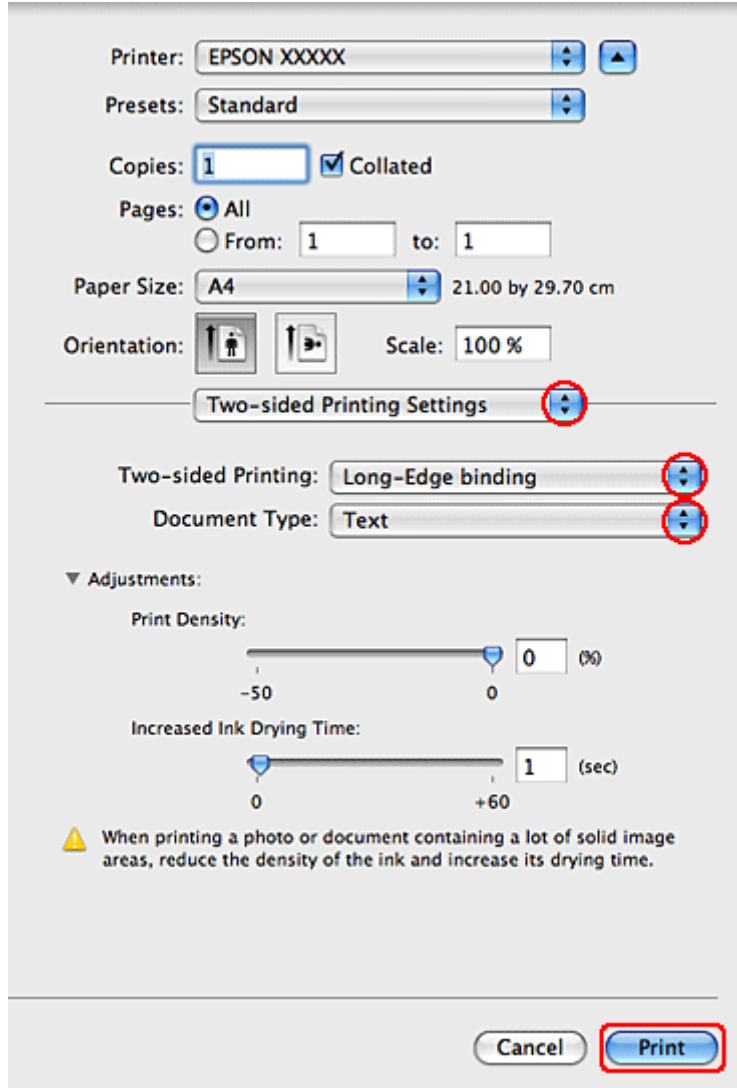 Printer: EPSON XXXXX
Presets: Standard
Copies: 1 Collated
Pages: All
From: 1 to: 1
Paper Size: A4 21.00 by 29.70 cm
Orientation: Scale: 100 %
Two-sided Printing Settings
Two-sided Printing: Long-Edge binding
Document Type: Text
Adjustments:
Print Density:
0 (%)
-50 0
Increased Ink Drying Time:
1 (sec)
0 +60
When printing a photo or document containing a lot of solid image
areas, reduce the density of the ink and increase its drying time.
Cancel Print